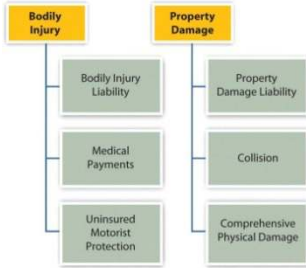 Bodily
Injury
Bodily Injury
Liability
Medical
Payments
Uninsured
Motorist
Protection
Property
Damage
Property
Damage Liability
Collision
Comprehensive
Physical Damage